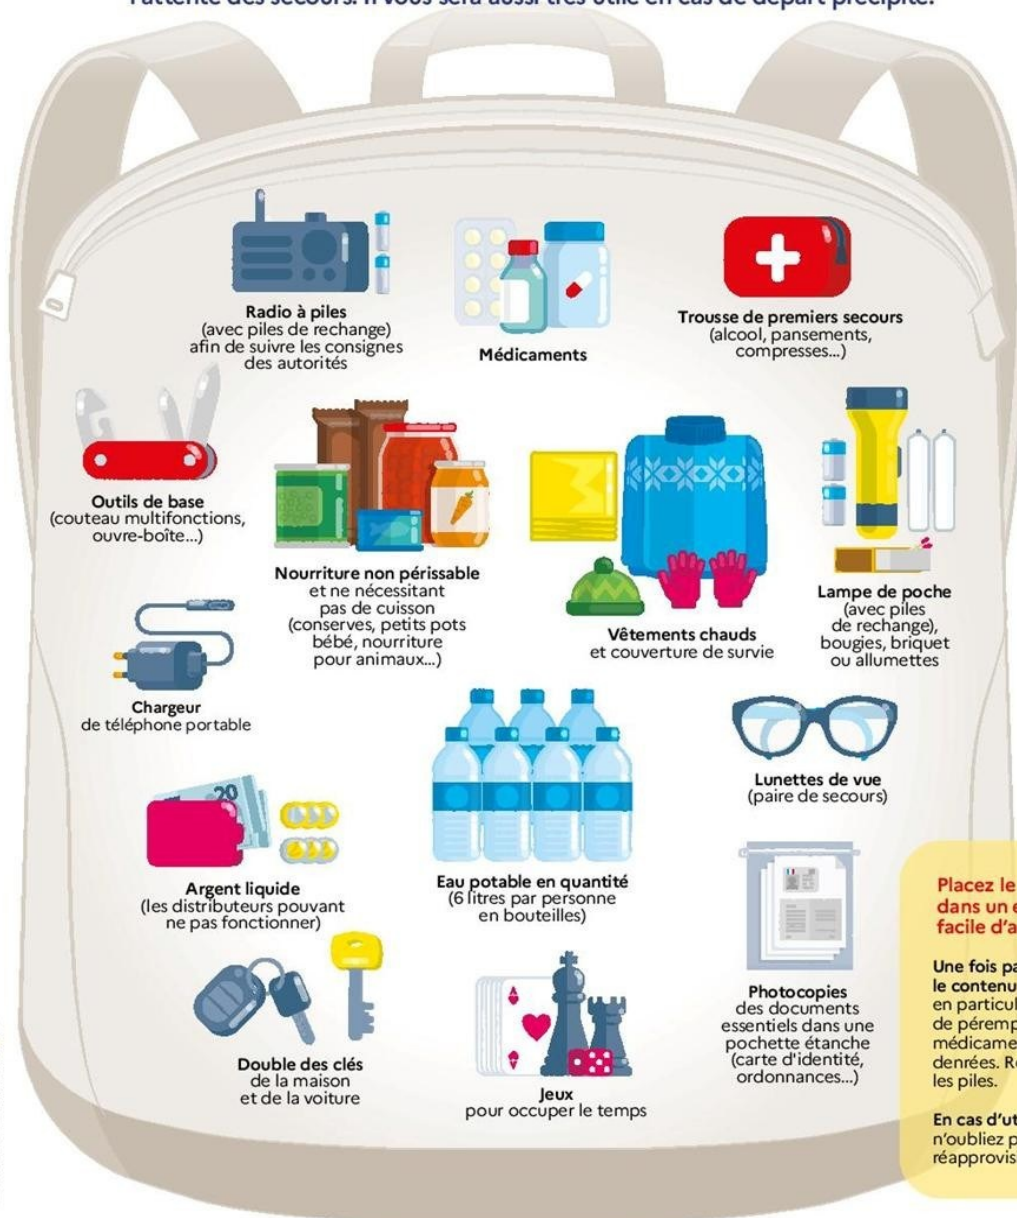 l'attente des secours. Il vous sera aussi très utile en cas de départ précipité.
Radio à piles
(avec piles de rechange)
afin de suivre les consignes
des autorités
Médicaments
Trousse de premiers secours
(alcool, pansements,
compresses...)
Outils de base
(couteau multifonctions,
ouvre-boîte...)
Nourriture non périssable
et ne nécessitant
pas de cuisson
(conserves, petits pots
bébé, nourriture
pour animaux...)
Vêtements chauds
et couverture de survie
Lampe de poche
(avec piles
de rechange),
bougies, briquet
ou allumettes
Chargeur
de téléphone portable
Lunettes de vue
(paire de secours)
20
Argent liquide
(les distributeurs pouvant
ne pas fonctionner)
Eau potable en quantité
(6 litres par personne
en bouteilles)
Photocopies
des documents
essentiels dans une
pochette étanche
(carte d'identité,
ordonnances...)
Double des clés
de la maison
et de la voiture
A
Jeux
pour occuper le temps
Placez le
dans un
facile d'a
Une fois pa
le contenu
en particul
de péremp
médicame
denrées. R
les piles.
En cas d'ut
n'oubliez p
réapprovis